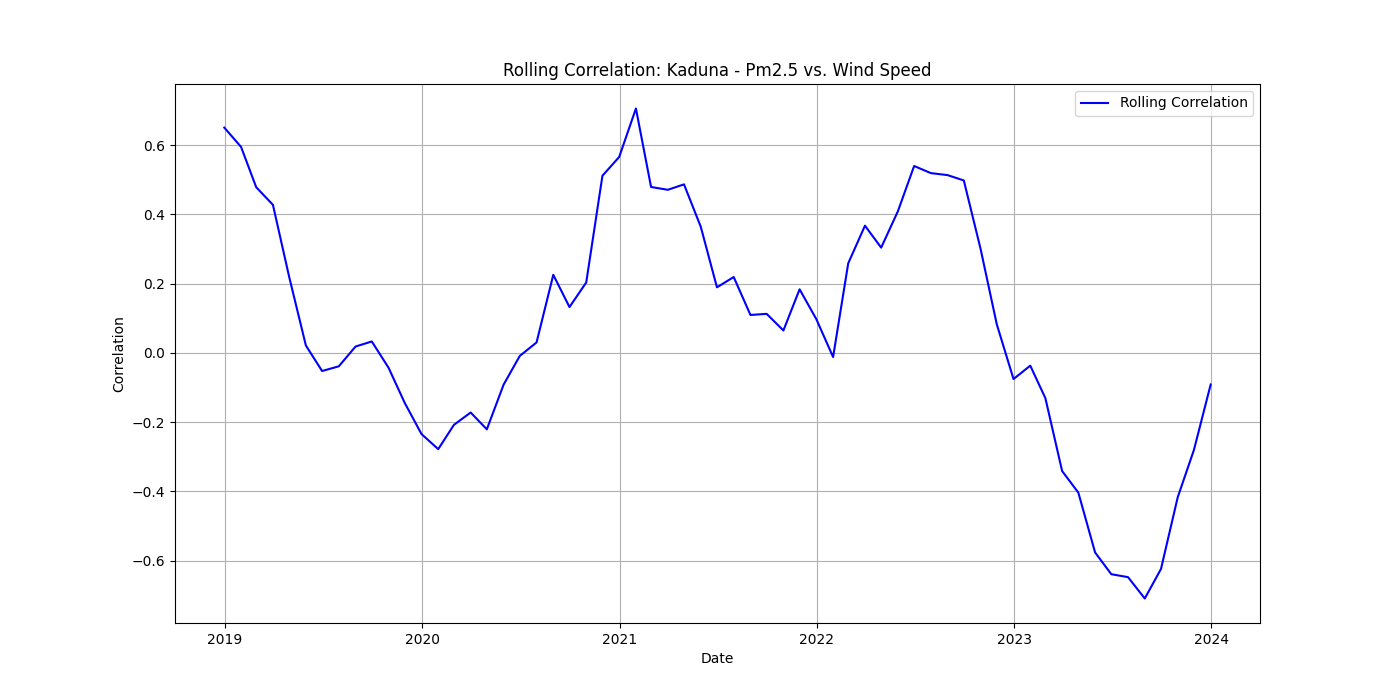 Rolling Correlation: Kaduna - Pm2.5 vs. Wind Speed
Rolling Correlation
0.6
0.4
0.2
0.0
−0.2
−0.4
−0.6
Correlation
2019 2020 2021 2022 2023 2024
Date